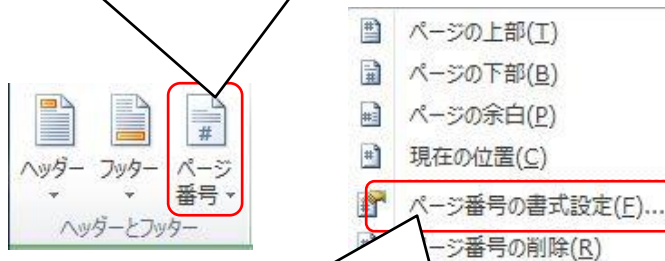 ヘッダー フッター ページ
番号
ヘッダーとフッター
ページの上部(T)
ページの下部(B)
ページの余白(P)
現在の位置(C)
ページ番号の書式設定(F)...
ページ番号の削除(R)